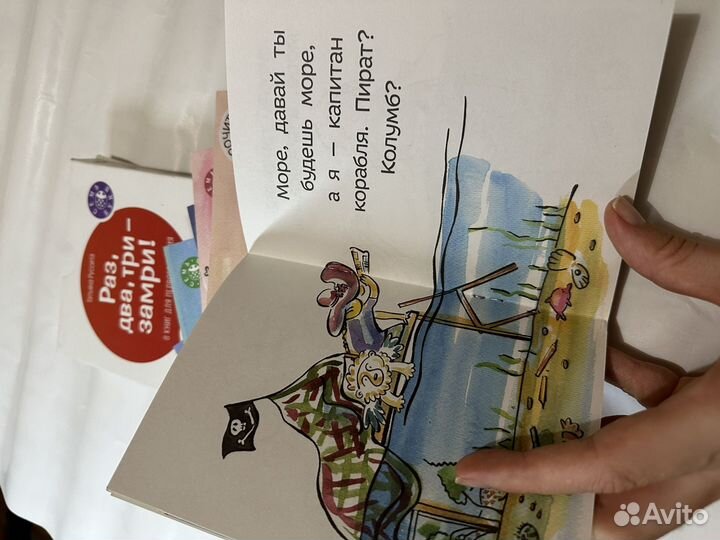 Море, давай ты
будешь море,
а я – капитан
корабля. Пират?
Колумб?
Раз,
два, три –
замри!
Avito